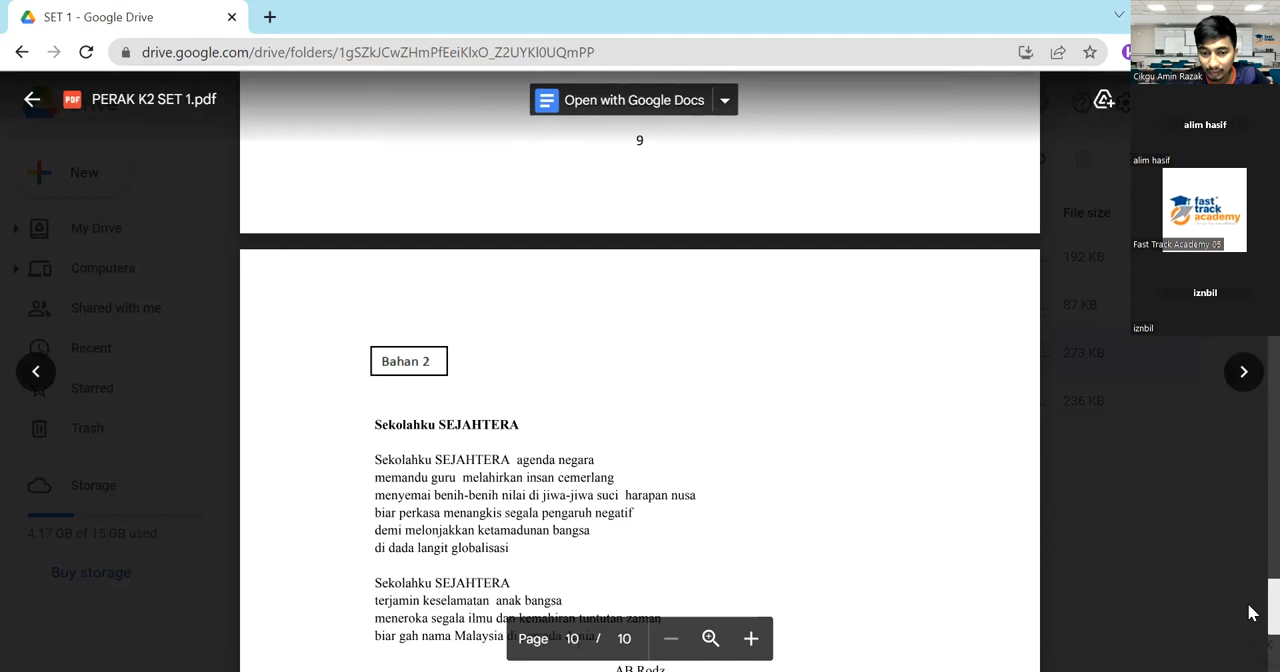 SET 1 - Google Drive
drive.google.com/drive/folders/1gSZkJCwZHmPfEeiKlxO_Z2UYKl0UQmPP
PERAK K2 SET 1.pdf
Open with Google Docs
9
New
My Drive
Computers
Shared with me
Recent
Starred
Trash
Storage
4.17 GB of 15 GB used
Buy storage
File size
192 KB
87 KB
273 KB
236 KB
Bahan 2
Sekolahku SEJAHTERA
Sekolahku SEJAHTERA agenda negara
memandu guru melahirkan insan cemerlang
menyemai benih-benih nilai di jiwa-jiwa suci harapan nusa
biar perkasa menangkis segala pengaruh negatif
demi melonjakkan ketamadunan bangsa
di dada langit globalisasi
Sekolahku SEJAHTERA
terjamin keselamatan anak bangsa
meneroka segala ilmu dan kemahiran tuntutan zaman
biar gah nama Malaysia
AB Rodz
Page 10 / 10
Cikgu Amin Razak
alim hasif
alim hasif
fast track academy
Fast Track Academy 05
iznbil
iznbil